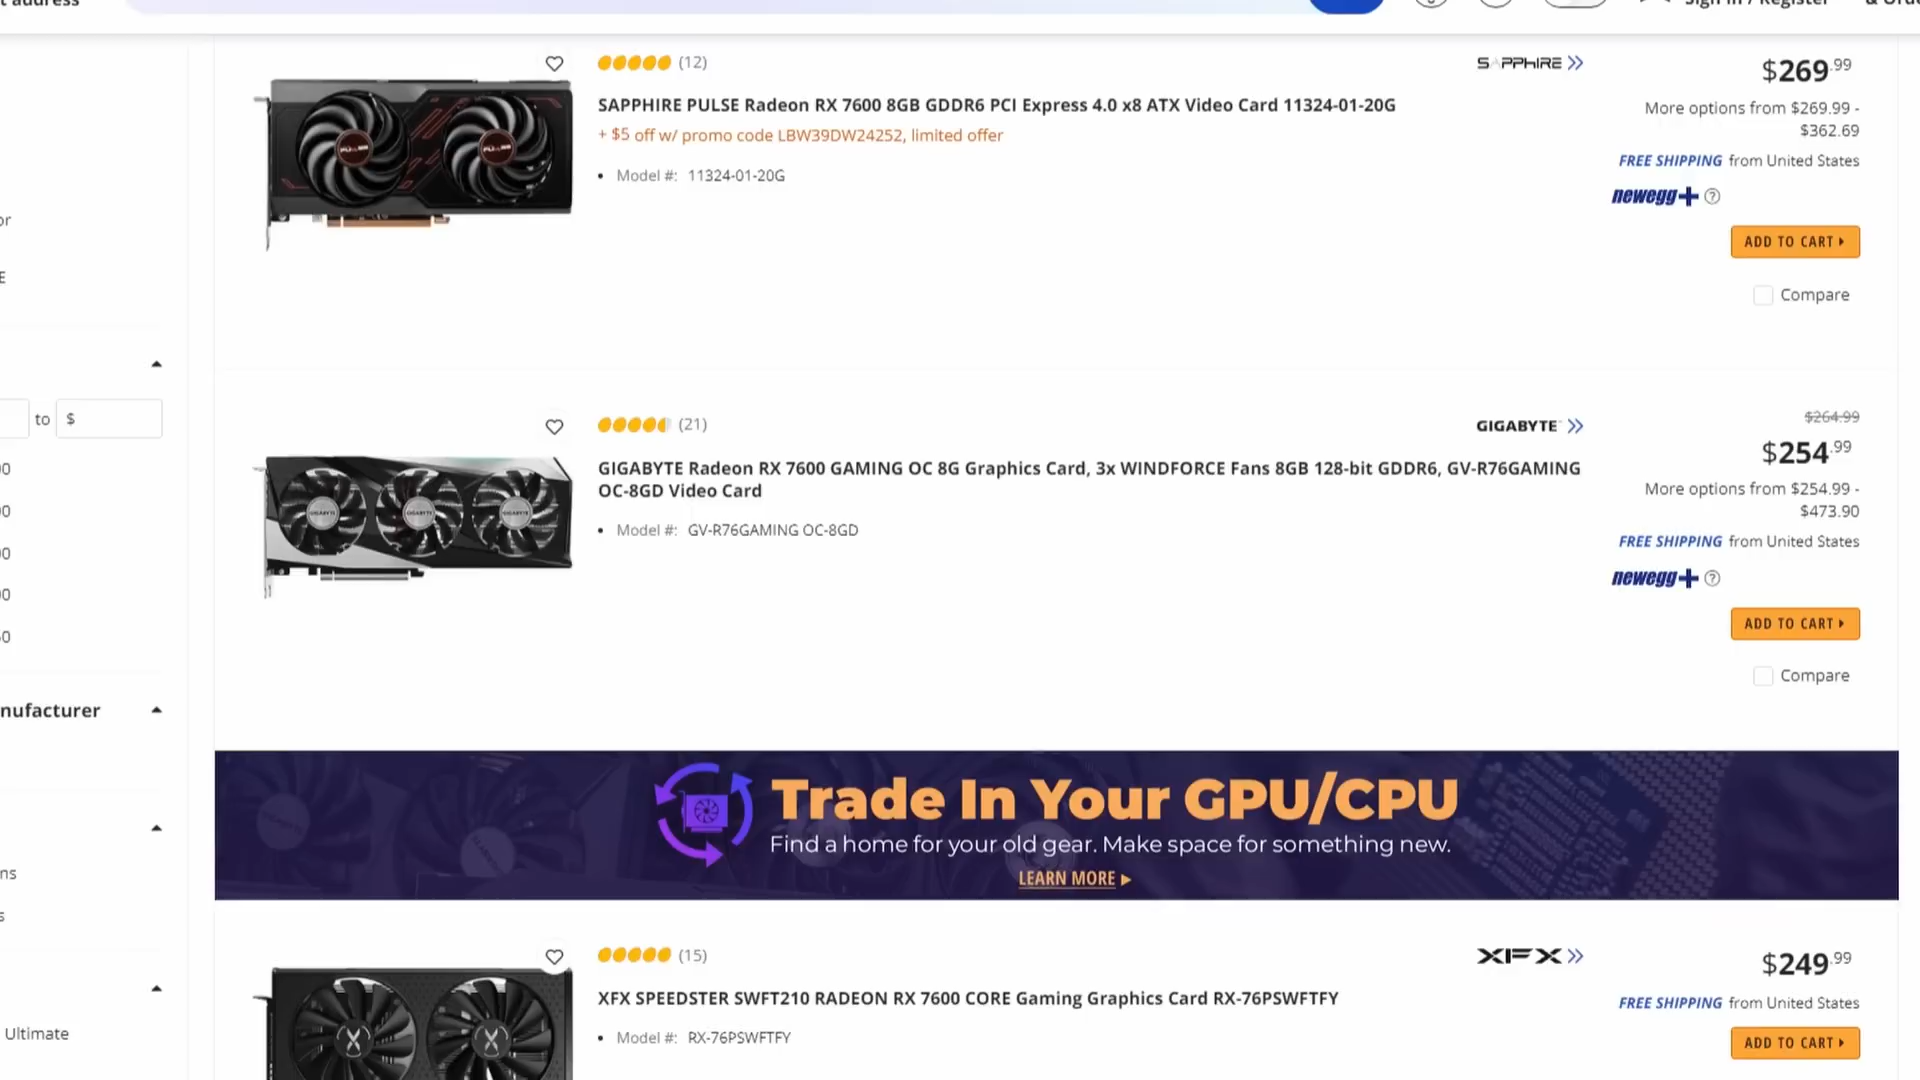 (12)
SAPPHIRE
$269.99
SAPPHIRE PULSE Radeon RX 7600 8GB GDDR6 PCI Express 4.0 x8 ATX Video Card 11324-01-20G
More options from $269.99 -
$362.69
+ $5 off w/ promo code LBW39DW24252, limited offer
FREE SHIPPING from United States
• Model #: 11324-01-20G
newegg+ ?
ADD TO CART
Compare
to $
(21)
GIGABYTE
$264.99
$254.99
GIGABYTE Radeon RX 7600 GAMING OC 8G Graphics Card, 3x WINDFORCE Fans 8GB 128-bit GDDR6, GV-R76GAMING
OC-8GD Video Card
More options from $254.99 -
$473.90
• Model #: GV-R76GAMING OC-8GD
FREE SHIPPING from United States
newegg+ ?
ADD TO CART
Compare
nufacturer
Trade In Your GPU/CPU
Find a home for your old gear. Make space for something new.
LEARN MORE
(15)
XFX
$249.99
XFX SPEEDSTER SWFT210 RADEON RX 7600 CORE Gaming Graphics Card RX-76PSWFTFY
FREE SHIPPING from United States
• Model #: RX-76PSWFTFY
ADD TO CART
Ultimate